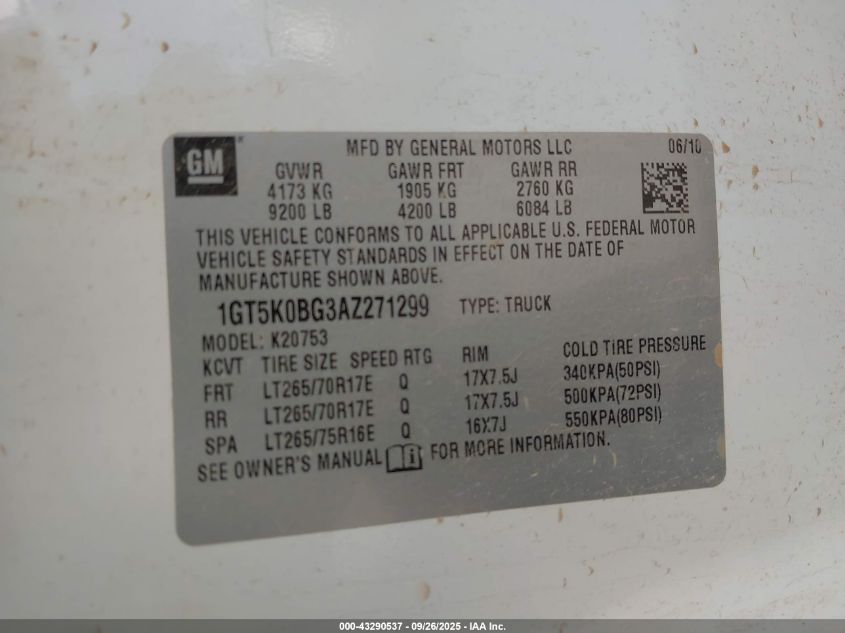 GM
MFD BY GENERAL MOTORS LLC 06/10
GVWR GAWR FRT GAWR RR
4173 KG 1905 KG 2760 KG
9200 LB 4200 LB 6084 LB
THIS VEHICLE CONFORMS TO ALL APPLICABLE U.S. FEDERAL MOTOR
VEHICLE SAFETY STANDARDS IN EFFECT ON THE DATE OF
MANUFACTURE SHOWN ABOVE.
1GT5K0BG3AZ271299 TYPE: TRUCK
MODEL: K20753
KCVT TIRE SIZE SPEED RTG RIM COLD TIRE PRESSURE
FRT LT265/70R17E Q 17X7.5J 340KPA(50PSI)
RR LT265/70R17E Q 17X7.5J 500KPA(72PSI)
SPA LT265/75R16E Q 16X7J 550KPA(80PSI)
SEE OWNER'S MANUAL FOR MORE INFORMATION.
000-43290537 - 09/26/2025 - IAA Inc.